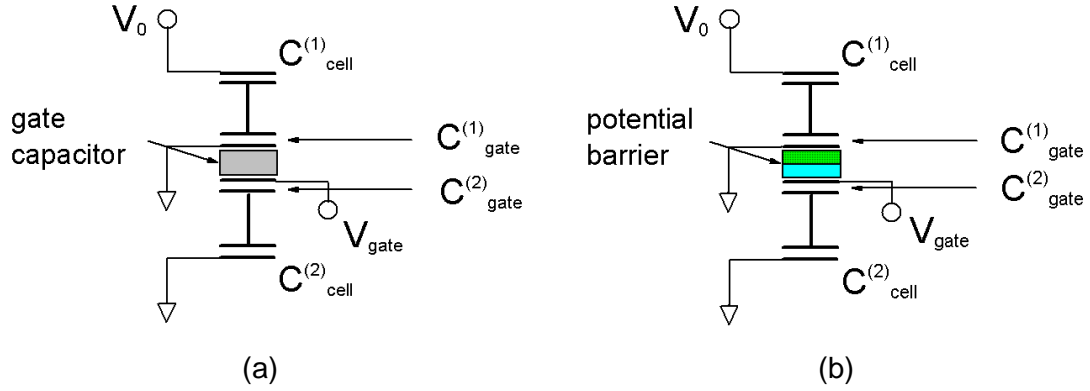 V₀
C⁽¹⁾cell
gate
capacitor
C⁽¹⁾gate
C⁽²⁾gate
Vgate
C⁽²⁾cell
(a)
V₀
C⁽¹⁾cell
potential
barrier
C⁽¹⁾gate
C⁽²⁾gate
Vgate
C⁽²⁾cell
(b)